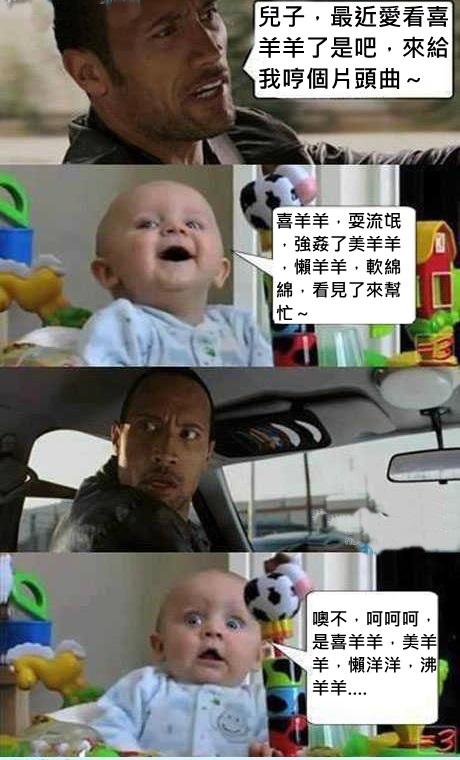 兒子，最近愛看喜
羊羊了是吧，來給
我哼個片頭曲～
喜羊羊，耍流氓
，強姦了美羊羊
，懶羊羊，軟綿
綿，看見了來幫
忙～
=3
噢不，呵呵呵，
是喜羊羊，美羊
羊，懶洋洋，沸
羊羊....
=3